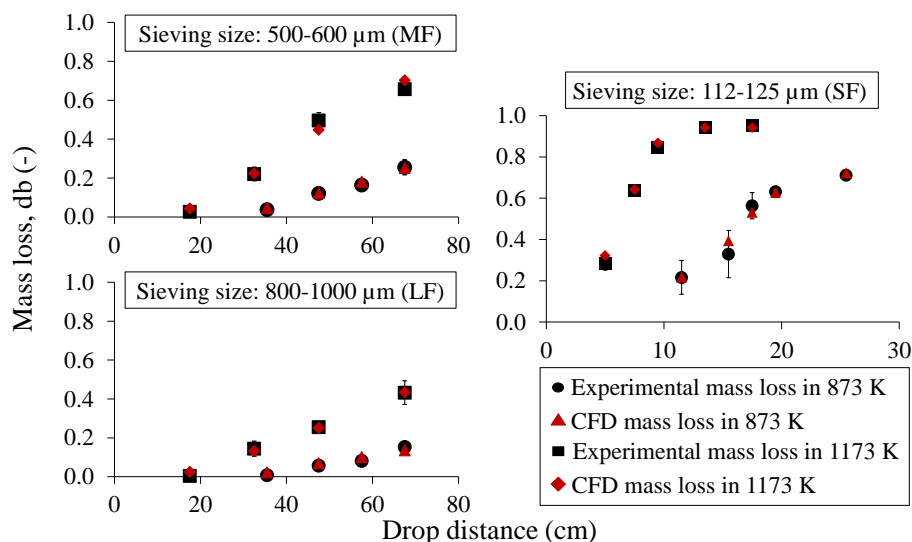 Mass loss, db (-)
Sieving size: 500-600 µm (MF)
1.0
0.8
0.6
0.4
0.2
0.0
0 20 40 60 80
Sieving size: 800-1000 µm (LF)
1.0
0.8
0.6
0.4
0.2
0.0
0 20 40 60 80
Sieving size: 112-125 µm (SF)
1.0
0.8
0.6
0.4
0.2
0.0
0 10 20 30
Experimental mass loss in 873 K
CFD mass loss in 873 K
Experimental mass loss in 1173 K
CFD mass loss in 1173 K
Drop distance (cm)